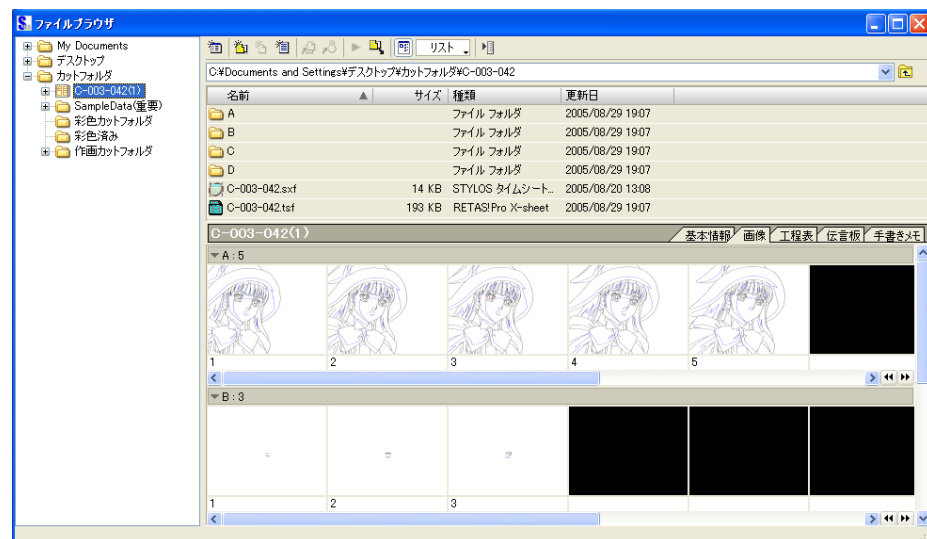 ファイルブラウザ
My Documents
デスクトップ
カットフォルダ
C-003-042(1)
SampleData(重要)
彩色カットフォルダ
彩色済み
作画カットフォルダ
リスト
C:¥Documents and Settings¥デスクトップ¥カットフォルダ¥C-003-042
名前 サイズ 種類 更新日
A ファイル フォルダ 2005/08/29 19:07
B ファイル フォルダ 2005/08/29 19:07
C ファイル フォルダ 2005/08/29 19:07
D ファイル フォルダ 2005/08/29 19:07
C-003-042.sxf 14 KB STYLOS タイムシート... 2005/08/20 13:08
C-003-042.tsf 193 KB RETAS!Pro X-sheet 2005/08/29 19:07
C-003-042(1) 基本情報 画像 工程表 伝言板 手書きメモ
A : 5
1 2 3 4 5
B : 3
1 2 3